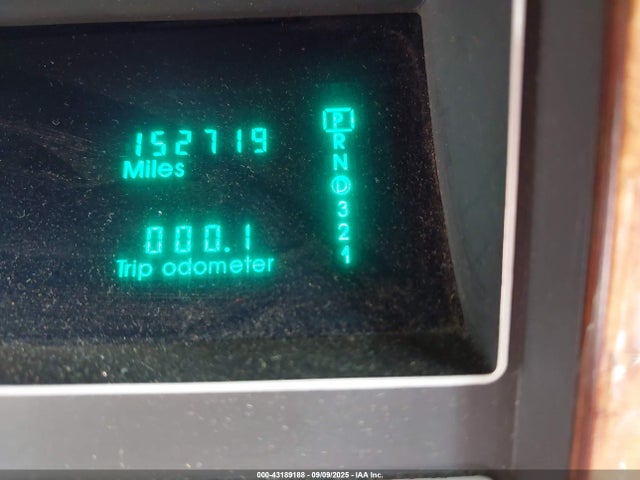 152719
Miles
000.1
Trip odometer
P
R
N
D
3
2
1
000-43189188 - 09/09/2025 - IAA Inc.